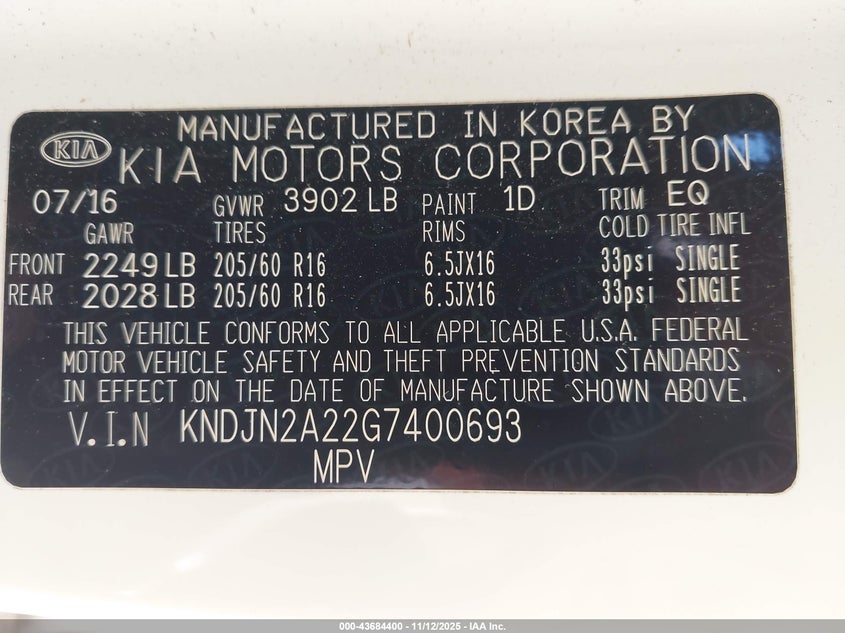 MANUFACTURED IN KOREA BY
KIA KIA MOTORS CORPORATION
07/16 GVWR 3902 LB PAINT 1D TRIM EQ
GAWR TIRES RIMS COLD TIRE INFL
FRONT 2249 LB 205/60 R16 6.5JX16 33psi SINGLE
REAR 2028 LB 205/60 R16 6.5JX16 33psi SINGLE
THIS VEHICLE CONFORMS TO ALL APPLICABLE U.S.A. FEDERAL
MOTOR VEHICLE SAFETY AND THEFT PREVENTION STANDARDS
IN EFFECT ON THE DATE OF MANUFACTURE SHOWN ABOVE.
V.I.N KNDJN2A22G7400693
MPV
000-43684400 - 11/12/2025 - IAA Inc.